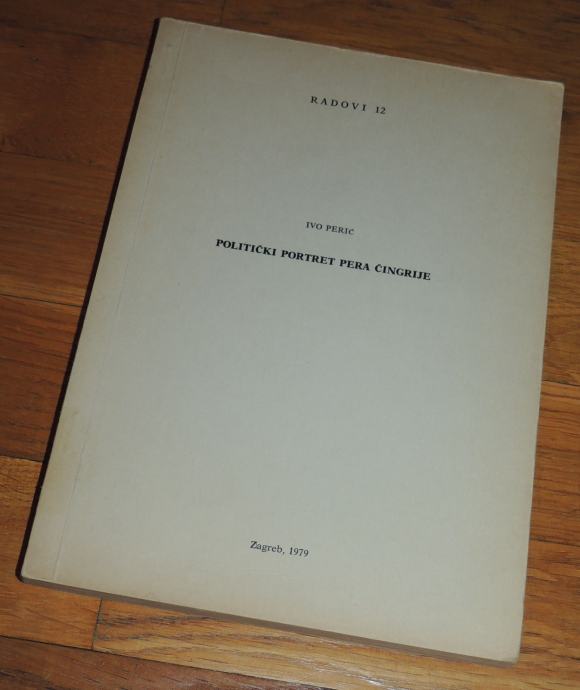 RADOVI 12
IVO PERIĆ
POLITIČKI PORTRET PERA ČINGRIJE
Zagreb, 1979